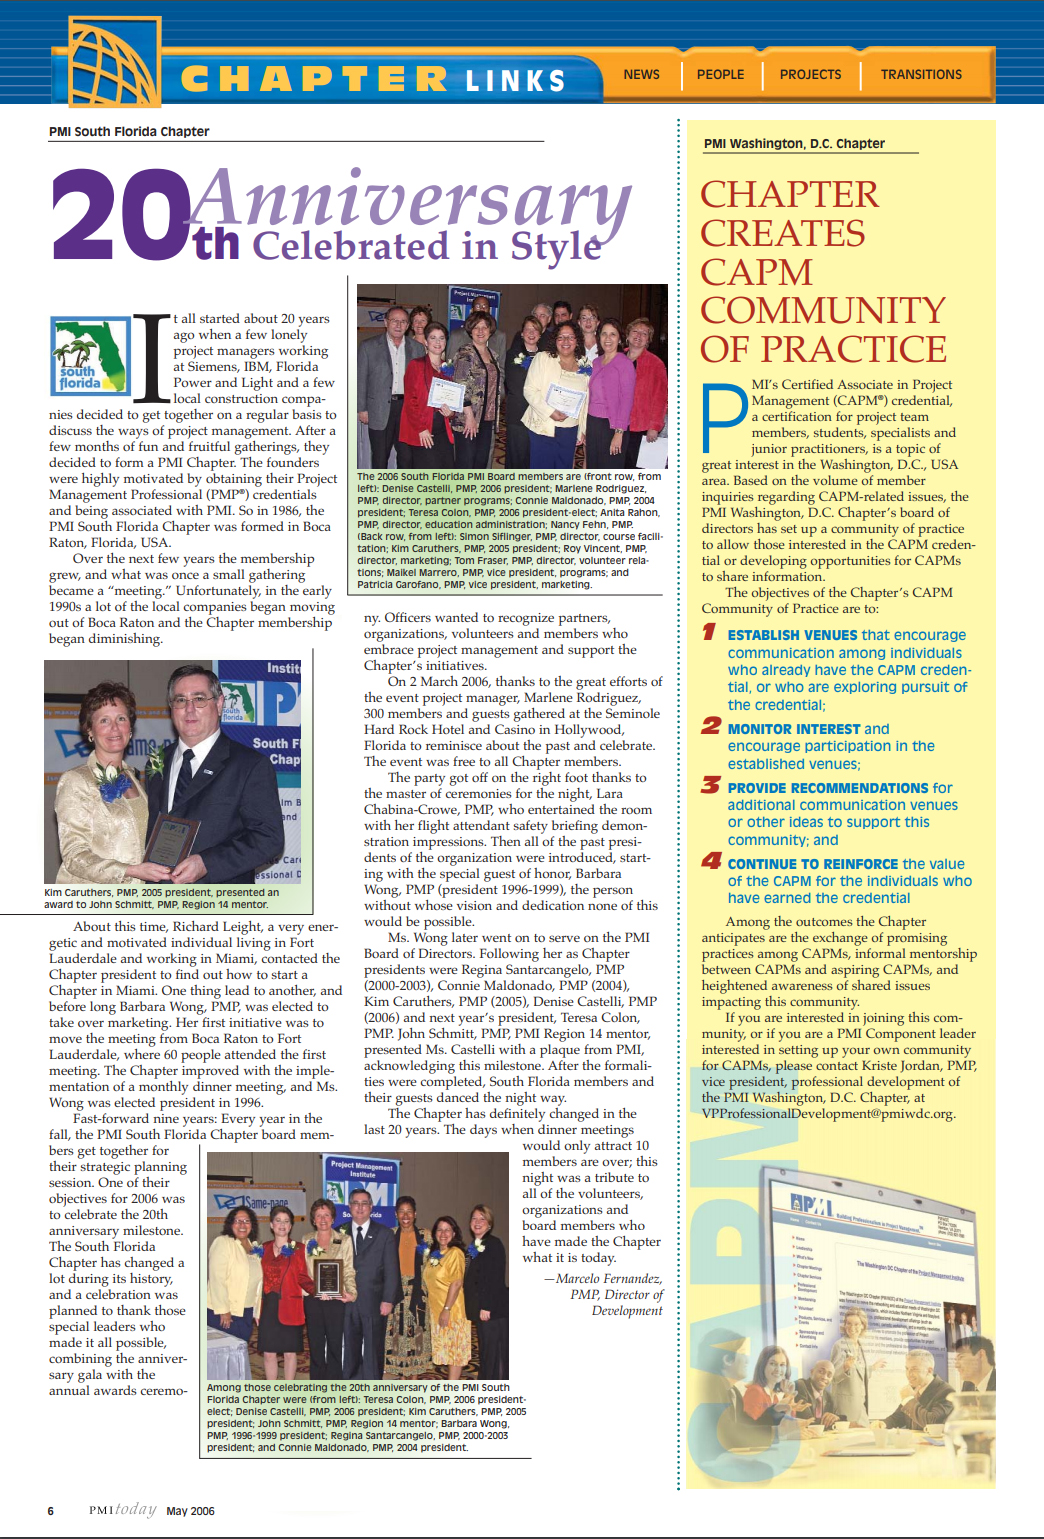 CHAPTER LINKS
NEWS
PEOPLE
PROJECTS
TRANSITIONS
PMI South Florida Chapter
20th Anniversary
Celebrated in Style
south
florida
It all started about 20 years
ago when a few lonely
project managers working
at Siemens, IBM, Florida
Power and Light and a few
local construction compa-
nies decided to get together on a regular basis to
discuss the ways of project management. After a
few months of fun and fruitful gatherings, they
decided to form a PMI Chapter. The founders
were highly motivated by obtaining their Project
Management Professional (PMP®) credentials
and being associated with PMI. So in 1986, the
PMI South Florida Chapter was formed in Boca
Raton, Florida, USA.
Over the next few years the membership
grew, and what was once a small gathering
became a “meeting.” Unfortunately, in the early
1990s a lot of the local companies began moving
out of Boca Raton and the Chapter membership
began diminishing.
Kim Caruthers, PMP, 2005 president, presented an
award to John Schmitt, PMP, Region 14 mentor.
About this time, Richard Leight, a very ener-
getic and motivated individual living in Fort
Lauderdale and working in Miami, contacted the
Chapter president to find out how to start a
Chapter in Miami. One thing lead to another, and
before long Barbara Wong, PMP, was elected to
take over marketing. Her first initiative was to
move the meeting from Boca Raton to Fort
Lauderdale, where 60 people attended the first
meeting. The Chapter improved with the imple-
mentation of a monthly dinner meeting, and Ms.
Wong was elected president in 1996.
Fast-forward nine years: Every year in the
fall, the PMI South Florida Chapter board mem-
bers get together for
their strategic planning
session. One of their
objectives for 2006 was
to celebrate the 20th
anniversary milestone.
The South Florida
Chapter has changed a
lot during its history,
and a celebration was
planned to thank those
special leaders who
made it all possible,
combining the anniver-
sary gala with the
annual awards ceremo-
The 2006 South Florida PMI Board members are (front row, from
left): Denise Castelli, PMP, 2006 president; Marlene Rodriguez,
PMP, director, partner programs; Connie Maldonado, PMP, 2004
president; Teresa Colon, PMP, 2006 president-elect; Anita Rahon,
PMP, director, education administration; Nancy Fehn, PMP.
(Back row, from left): Simon Siflinger, PMP, director, course facili-
tation; Kim Caruthers, PMP, 2005 president; Roy Vincent, PMP,
director, marketing; Tom Fraser, PMP, director, volunteer rela-
tions; Maikel Marrero, PMP, vice president, programs; and
Patricia Garofano, PMP, vice president, marketing.
ny. Officers wanted to recognize partners,
organizations, volunteers and members who
embrace project management and support the
Chapter’s initiatives.
On 2 March 2006, thanks to the great efforts of
the event project manager, Marlene Rodriguez,
300 members and guests gathered at the Seminole
Hard Rock Hotel and Casino in Hollywood,
Florida to reminisce about the past and celebrate.
The event was free to all Chapter members.
The party got off on the right foot thanks to
the master of ceremonies for the night, Lara
Chabina-Crowe, PMP, who entertained the room
with her flight attendant safety briefing demon-
stration impressions. Then all of the past presi-
dents of the organization were introduced, start-
ing with the special guest of honor, Barbara
Wong, PMP (president 1996-1999), the person
without whose vision and dedication none of this
would be possible.
Ms. Wong later went on to serve on the PMI
Board of Directors. Following her as Chapter
presidents were Regina Santarcangelo, PMP
(2000-2003), Connie Maldonado, PMP (2004),
Kim Caruthers, PMP (2005), Denise Castelli, PMP
(2006) and next year’s president, Teresa Colon,
PMP. John Schmitt, PMP, PMI Region 14 mentor,
presented Ms. Castelli with a plaque from PMI,
acknowledging this milestone. After the formali-
ties were completed, South Florida members and
their guests danced the night way.
The Chapter has definitely changed in the
last 20 years. The days when dinner meetings
would only attract 10
members are over; this
night was a tribute to
all of the volunteers,
organizations and
board members who
have made the Chapter
what it is today.
—Marcelo Fernandez,
PMP, Director of
Development
Project Management
Institute
Same-page
Among those celebrating the 20th anniversary of the PMI South
Florida Chapter were (from left): Teresa Colon, PMP, 2006 president-
elect; Denise Castelli, PMP, 2006 president; Kim Caruthers, PMP, 2005
president; John Schmitt, PMP, Region 14 mentor; Barbara Wong,
PMP, 1996-1999 president; Regina Santarcangelo, PMP, 2000-2003
president; and Connie Maldonado, PMP, 2004 president.
PMI Washington, D.C. Chapter
CHAPTER
CREATES
CAPM
COMMUNITY
OF PRACTICE
PMI’s Certified Associate in Project
Management (CAPM®) credential,
a certification for project team
members, students, specialists and
junior practitioners, is a topic of
great interest in the Washington, D.C., USA
area. Based on the volume of member
inquiries regarding CAPM-related issues, the
PMI Washington, D.C. Chapter’s board of
directors has set up a community of practice
to allow those interested in the CAPM creden-
tial or developing opportunities for CAPMs
to share information.
The objectives of the Chapter’s CAPM
Community of Practice are to:
1 ESTABLISH VENUES that encourage
communication among individuals
who already have the CAPM creden-
tial, or who are exploring pursuit of
the credential;
2 MONITOR INTEREST and
encourage participation in the
established venues;
3 PROVIDE RECOMMENDATIONS for
additional communication venues
or other ideas to support this
community; and
4 CONTINUE TO REINFORCE the value
of the CAPM for the individuals who
have earned the credential
Among the outcomes the Chapter
anticipates are the exchange of promising
practices among CAPMs, informal mentorship
between CAPMs and aspiring CAPMs, and
heightened awareness of shared issues
impacting this community.
If you are interested in joining this com-
munity, or if you are a PMI Component leader
interested in setting up your own community
for CAPMs, please contact Kriste Jordan, PMP,
vice president, professional development of
the PMI Washington, D.C. Chapter, at
VPProfessionalDevelopment@pmiwdc.org.
CAPM
6 PMItoday May 2006